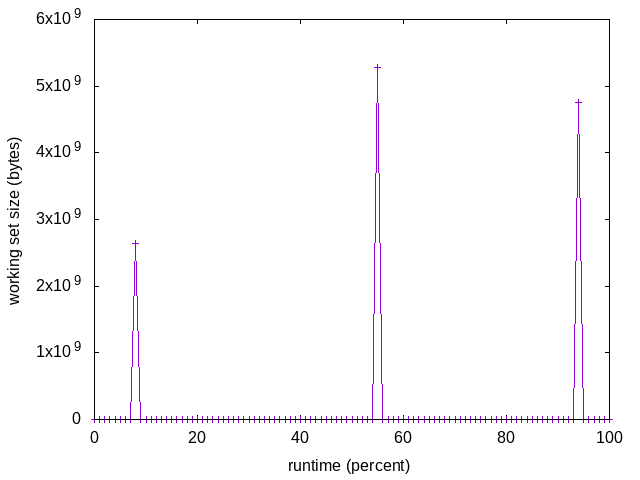 6x10⁹
5x10⁹
4x10⁹
3x10⁹
2x10⁹
1x10⁹
0
working set size (bytes)
0 20 40 60 80 100
runtime (percent)